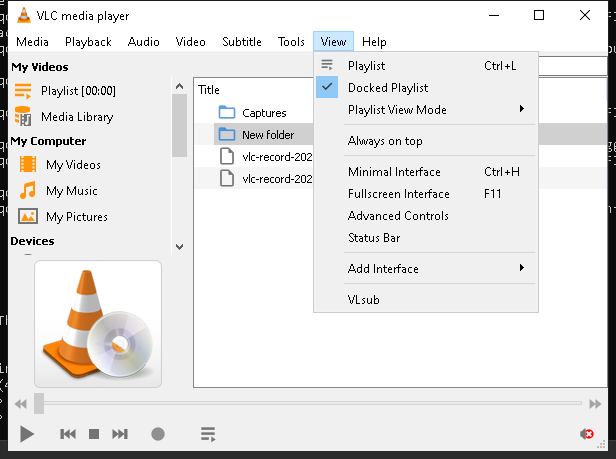 VLC media player
Media Playback Audio Video Subtitle Tools View Help
My Videos
Playlist [00:00]
Media Library
My Computer
My Videos
My Music
My Pictures
Devices
Title
Captures
New folder
vlc-record-202
vlc-record-202
Playlist Ctrl+L
Docked Playlist
Playlist View Mode
Always on top
Minimal Interface Ctrl+H
Fullscreen Interface F11
Advanced Controls
Status Bar
Add Interface
VLsub